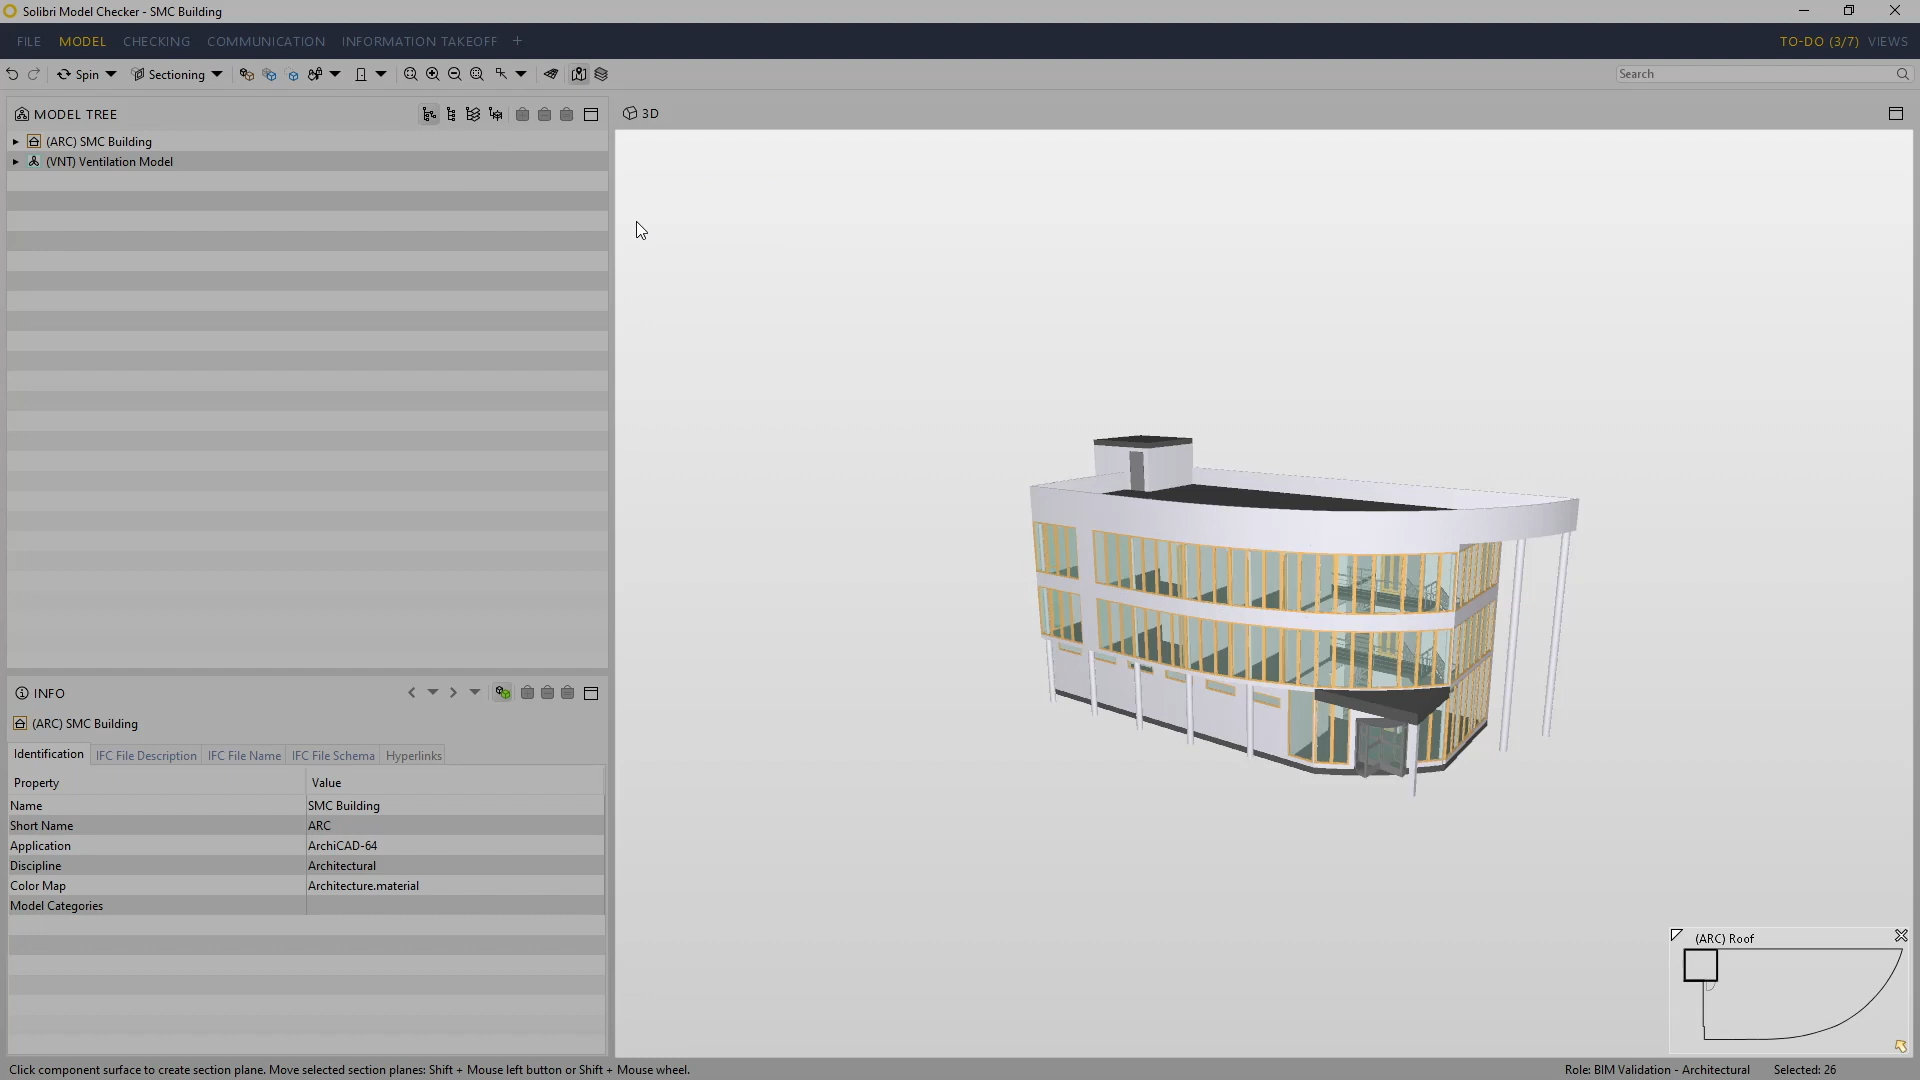 Solibri Model Checker - SMC Building
FILE MODEL CHECKING COMMUNICATION INFORMATION TAKEOFF + TO-DO (3/7) VIEWS
Spin Sectioning Search
MODEL TREE
(ARC) SMC Building
(VNT) Ventilation Model
3D
INFO
(ARC) SMC Building
Identification IFC File Description IFC File Name IFC File Schema Hyperlinks
Property Value
Name SMC Building
Short Name ARC
Application ArchiCAD-64
Discipline Architectural
Color Map Architecture.material
Model Categories
(ARC) Roof
Click component surface to create section plane. Move selected section planes: Shift + Mouse left button or Shift + Mouse wheel. Role: BIM Validation - Architectural Selected: 26